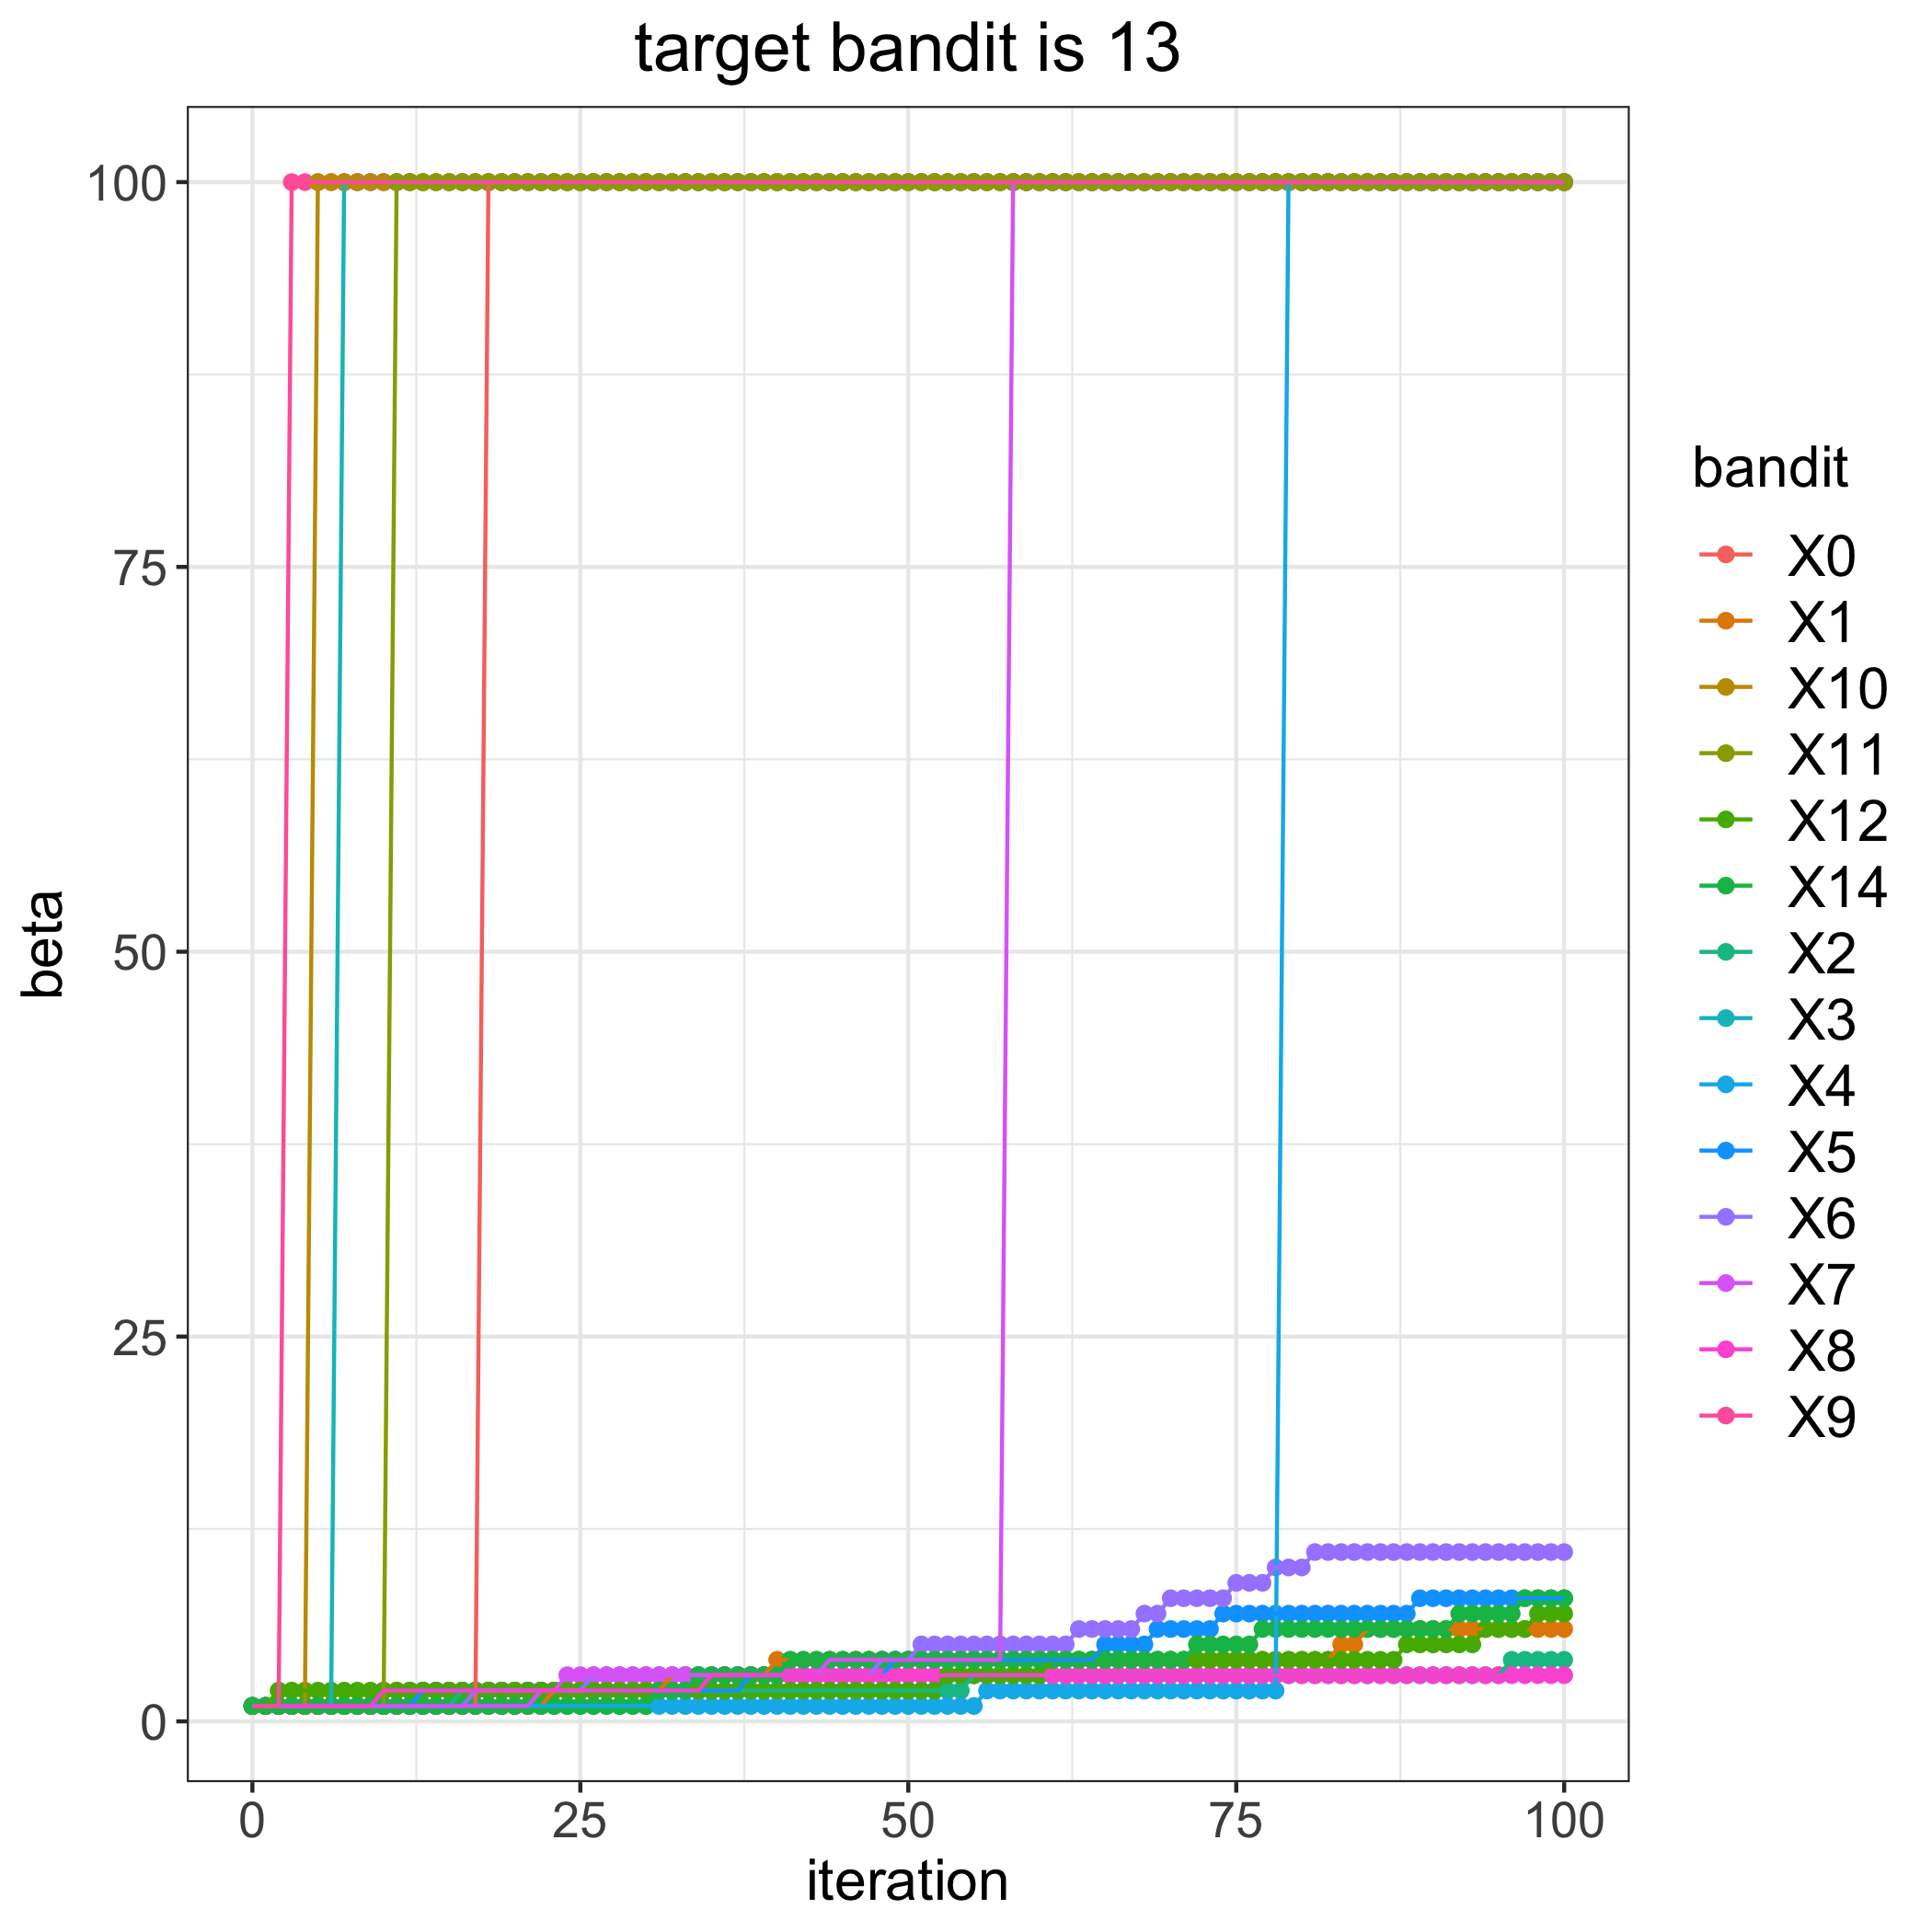 target bandit is 13
100
75
50
25
0
beta
0 25 50 75 100
iteration
bandit
X0
X1
X10
X11
X12
X14
X2
X3
X4
X5
X6
X7
X8
X9